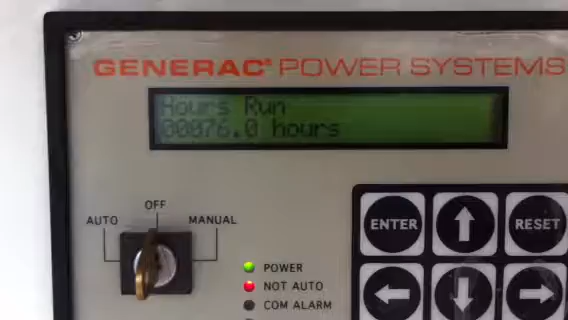 GENERAC® POWER SYSTEMS
Hours Run
00076.0 hours
OFF
AUTO
MANUAL
ENTER
RESET
POWER
NOT AUTO
COM ALARM